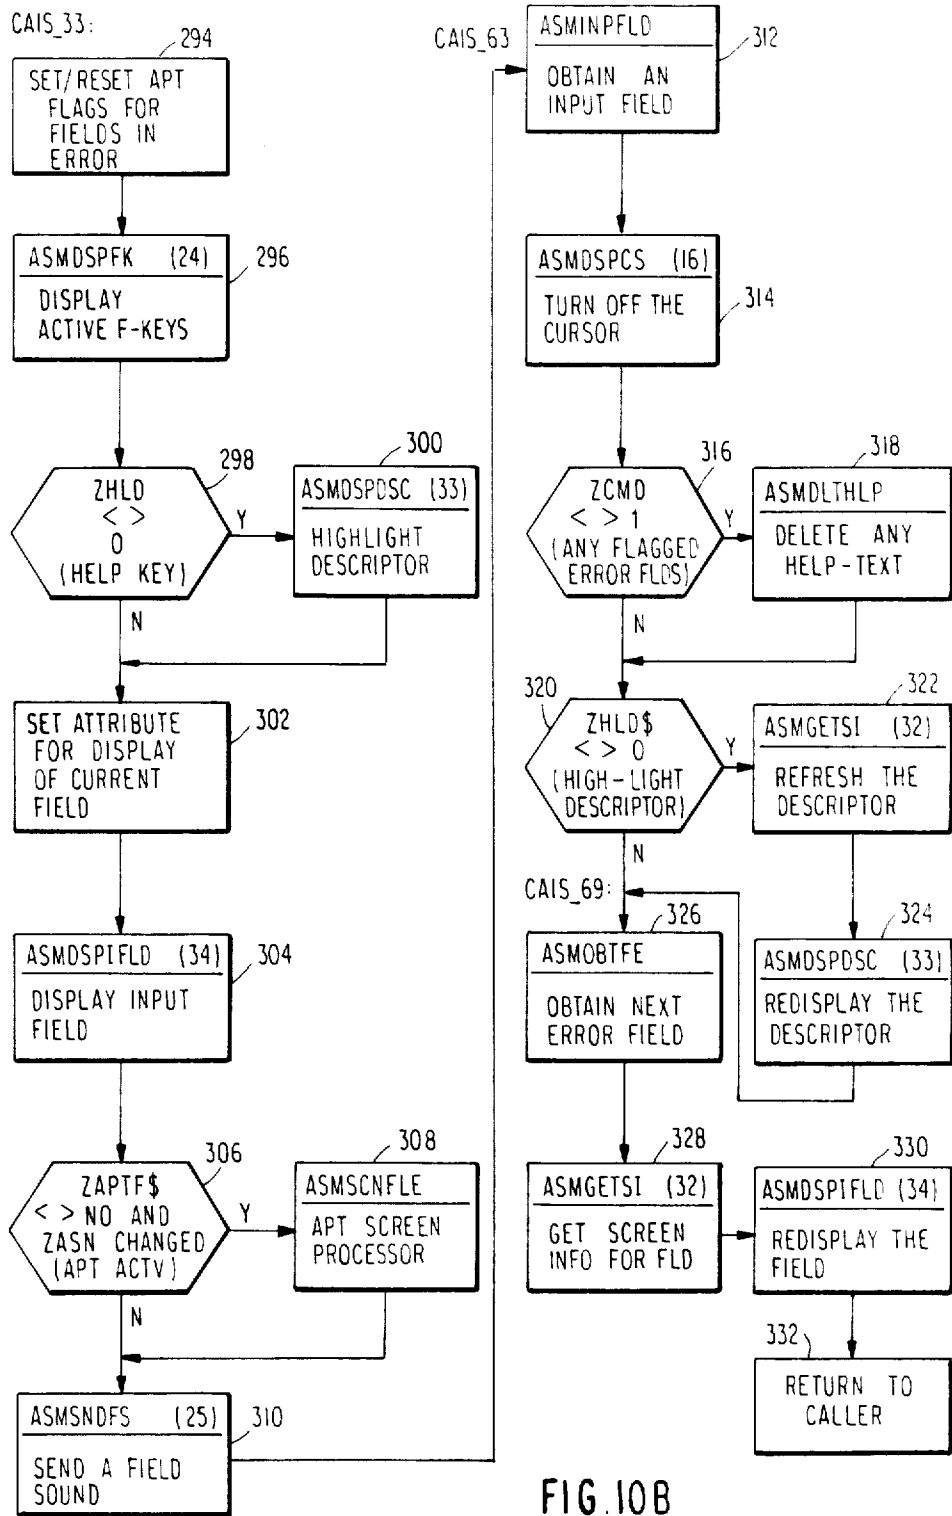 CAIS_33:
294
SET/RESET APT
FLAGS FOR
FIELDS IN
ERROR
ASMDSPFK (24)
296
DISPLAY
ACTIVE F-KEYS
ZHLD
< >
0
(HELP KEY)
298
Y
N
300
ASMDSPDSC (33)
HIGHLIGHT
DESCRIPTOR
SET ATTRIBUTE
FOR DISPLAY
OF CURRENT
FIELD
302
ASMDSPIFLD (34)
304
DISPLAY INPUT
FIELD
ZAPTF$
< > NO AND
ZASN CHANGED
(APT ACTV)
306
Y
N
308
ASMSCNFLE
APT SCREEN
PROCESSOR
ASMSNDFS (25)
310
SEND A FIELD
SOUND
CAIS_63
ASMINPFLD
312
OBTAIN AN
INPUT FIELD
ASMDSPCS (16)
314
TURN OFF THE
CURSOR
ZCMD
< > 1
(ANY FLAGGED
ERROR FLDS)
316
Y
N
318
ASMDLTHLP
DELETE ANY
HELP-TEXT
320
ZHLD$
< > 0
(HIGH-LIGHT
DESCRIPTOR)
Y
N
322
ASMGETSI (32)
REFRESH THE
DESCRIPTOR
324
ASMDSPDSC (33)
REDISPLAY THE
DESCRIPTOR
CAIS_69:
326
ASMOBTFE
OBTAIN NEXT
ERROR FIELD
328
ASMGETSI (32)
GET SCREEN
INFO FOR FLD
330
ASMDSPIFLD (34)
REDISPLAY THE
FIELD
332
RETURN TO
CALLER
FIG.10B